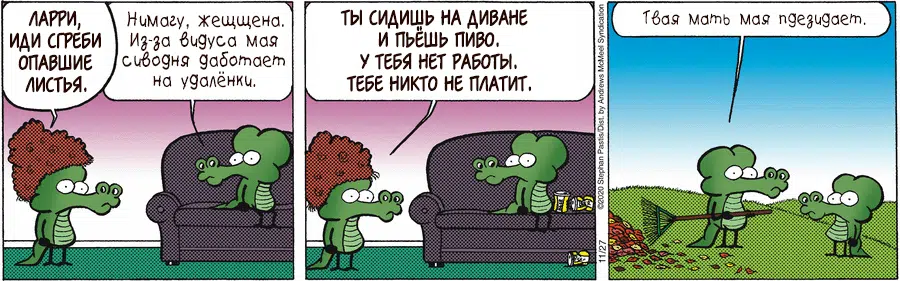 ЛАРРИ,
ИДИ СГРЕБИ
ОПАВШИЕ
ЛИСТЬЯ.
Нимагу, жещщена.
Из-за видуса мая
сиводня даботает
на удалёнки.
ТЫ СИДИШЬ НА ДИВАНЕ
И ПЬЁШЬ ПИВО.
У ТЕБЯ НЕТ РАБОТЫ.
ТЕБЕ НИКТО НЕ ПЛАТИТ.
11/27 ©2020 Stephan Pastis/Dist. by Andrews McMeel Syndication
Твая мать мая пдезидает.